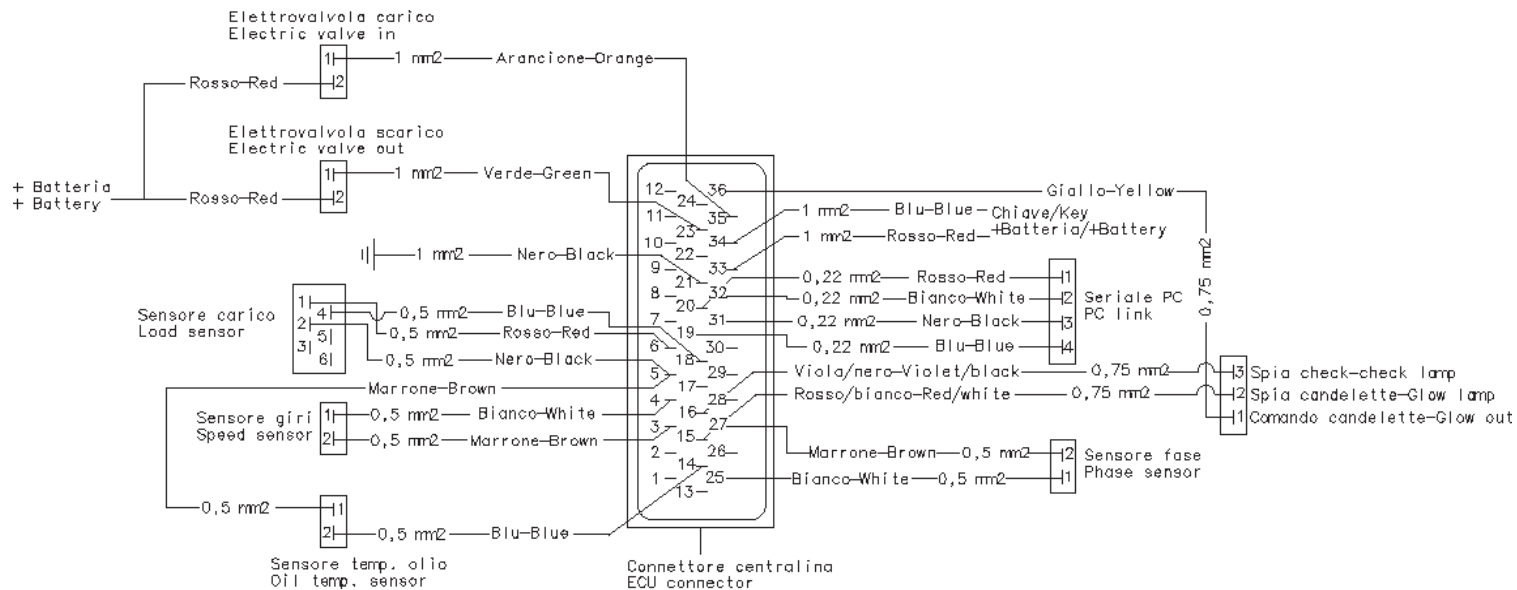 Elettrovalvola carico
Electric valve in
1 1 mm2 Arancione-Orange
Rosso-Red 2
Elettrovalvola scarico
Electric valve out
1 1 mm2 Verde-Green
Rosso-Red 2
+ Batteria
+ Battery
1 mm2 Nero-Black
Sensore carico
Load sensor
1
4
2
5
3
6
0,5 mm2 Blu-Blue
0,5 mm2 Rosso-Red
0,5 mm2 Nero-Black
Marrone-Brown
Sensore giri
Speed sensor
1 0,5 mm2 Bianco-White
2 0,5 mm2 Marrone-Brown
0,5 mm2 1
2 0,5 mm2 Blu-Blue
Sensore temp. olio
Oil temp. sensor
12
11
10
9
8
7
6
5
4
3
2
1
24
23
22
21
20
19
18
17
16
15
14
13
36
35
34
33
32
31
30
29
28
27
26
25
Connettore centralina
ECU connector
Giallo-Yellow
0,75 mm2
1 mm2 Blu-Blue Chiave/Key
1 mm2 Rosso-Red +Batteria/+Battery
0,22 mm2 Rosso-Red 1
0,22 mm2 Bianco-White 2
0,22 mm2 Nero-Black 3
0,22 mm2 Blu-Blue 4
Seriale PC
PC link
Viola/nero-Violet/black 0,75 mm2 3 Spia check-check lamp
Rosso/bianco-Red/white 0,75 mm2 2 Spia candelette-Glow lamp
1 Comando candelette-Glow out
Marrone-Brown 0,5 mm2 2
Bianco-White 0,5 mm2 1
Sensore fase
Phase sensor